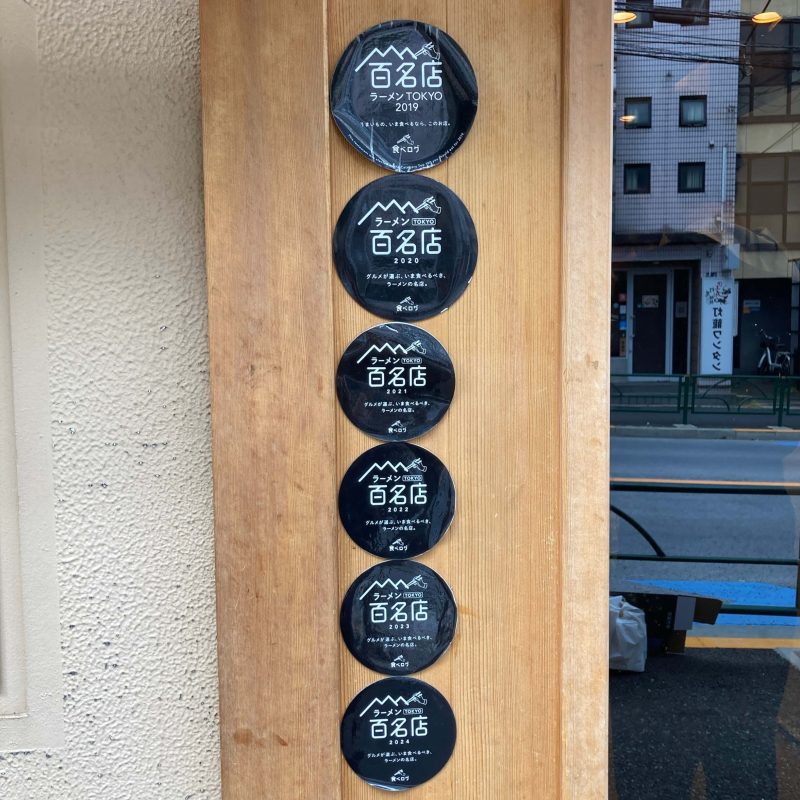 百名店
ラーメン TOKYO
2019
うまいもの、いま食べるなら、このお店。
食べログ
ラーメン TOKYO
百名店
2020
グルメが選ぶ、いま食べるべき、
ラーメンの名店。
食べログ
ラーメン TOKYO
百名店
2021
グルメが選ぶ、いま食べるべき、
ラーメンの名店。
食べログ
ラーメン TOKYO
百名店
2022
グルメが選ぶ、いま食べるべき、
ラーメンの名店。
食べログ
ラーメン TOKYO
百名店
2023
グルメが選ぶ、いま食べるべき、
ラーメンの名店。
食べログ
ラーメン TOKYO
百名店
2024
グルメが選ぶ、いま食べるべき、
ラーメンの名店。
食べログ
灯籠ワンタン